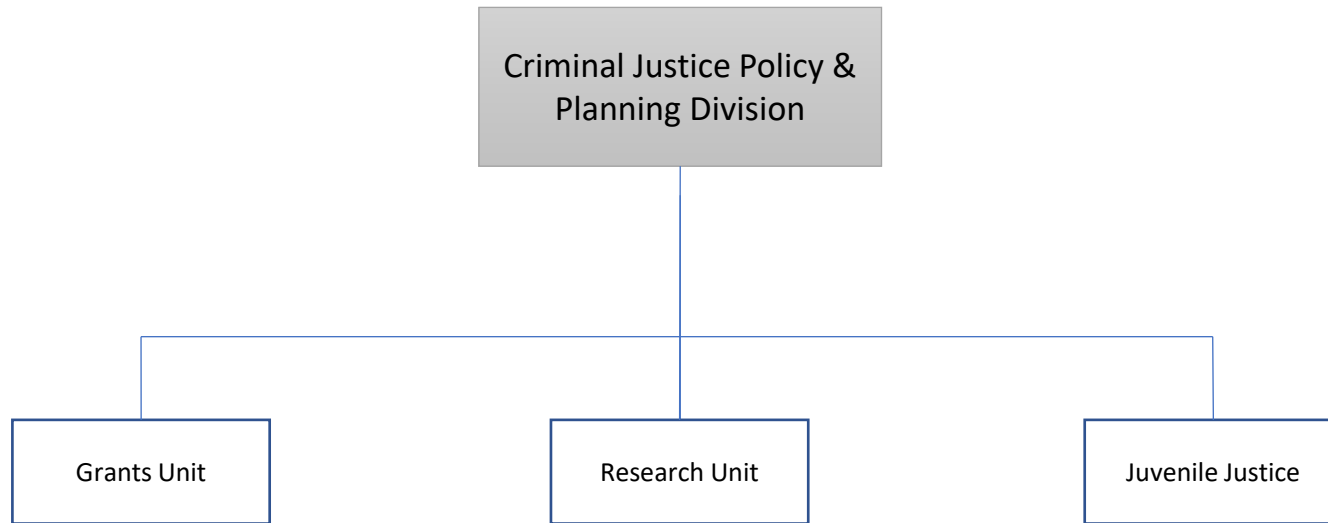 Criminal Justice Policy &
Planning Division
Grants Unit
Research Unit
Juvenile Justice